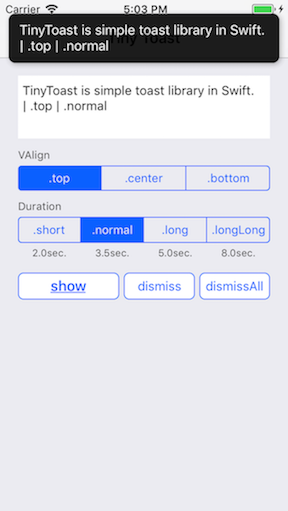 Carrier 5:03 PM
TinyToast is simple toast library in Swift.
| .top | .normal
TinyToast is simple toast library in Swift.
| .top | .normal
VAlign
.top .center .bottom
Duration
.short .normal .long .longLong
2.0sec. 3.5sec. 5.0sec. 8.0sec.
show dismiss dismissAll